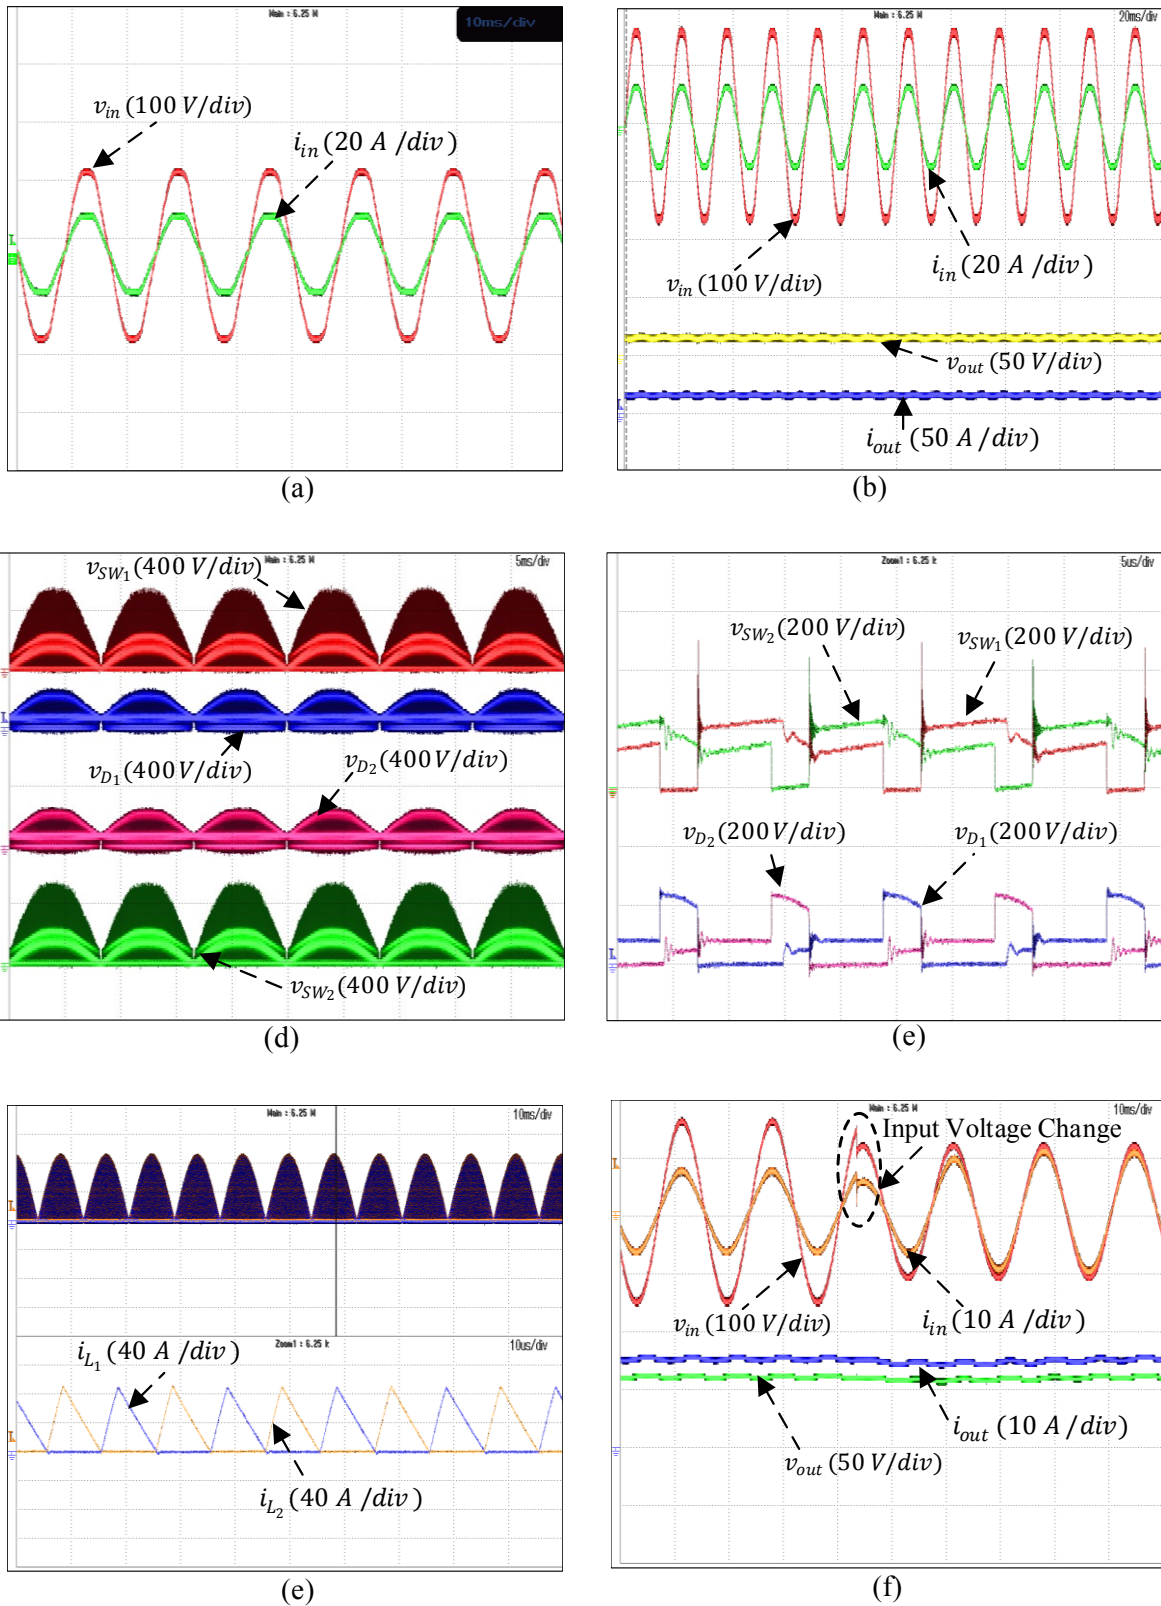 Main : 6.25 M
10ms/div
v_in (100 V/div)
i_in (20 A /div)
(a)
Main : 6.25 M
20ms/div
i_in (20 A /div)
v_in (100 V/div)
v_out (50 V/div)
i_out (50 A /div)
(b)
Main : 6.25 M
5ms/div
v_SW1 (400 V/div)
v_D1 (400 V/div)
v_D2 (400 V/div)
v_SW2 (400 V/div)
(d)
Zoom1 : 6.25 k
5us/div
v_SW2 (200 V/div)
v_SW1 (200 V/div)
v_D2 (200 V/div)
v_D1 (200 V/div)
(e)
Main : 6.25 M
10ms/div
Zoom1 : 6.25 k
10us/div
i_L1 (40 A /div)
i_L2 (40 A /div)
(e)
Main : 6.25 M
10ms/div
Input Voltage Change
v_in (100 V/div)
i_in (10 A /div)
i_out (10 A /div)
v_out (50 V/div)
(f)